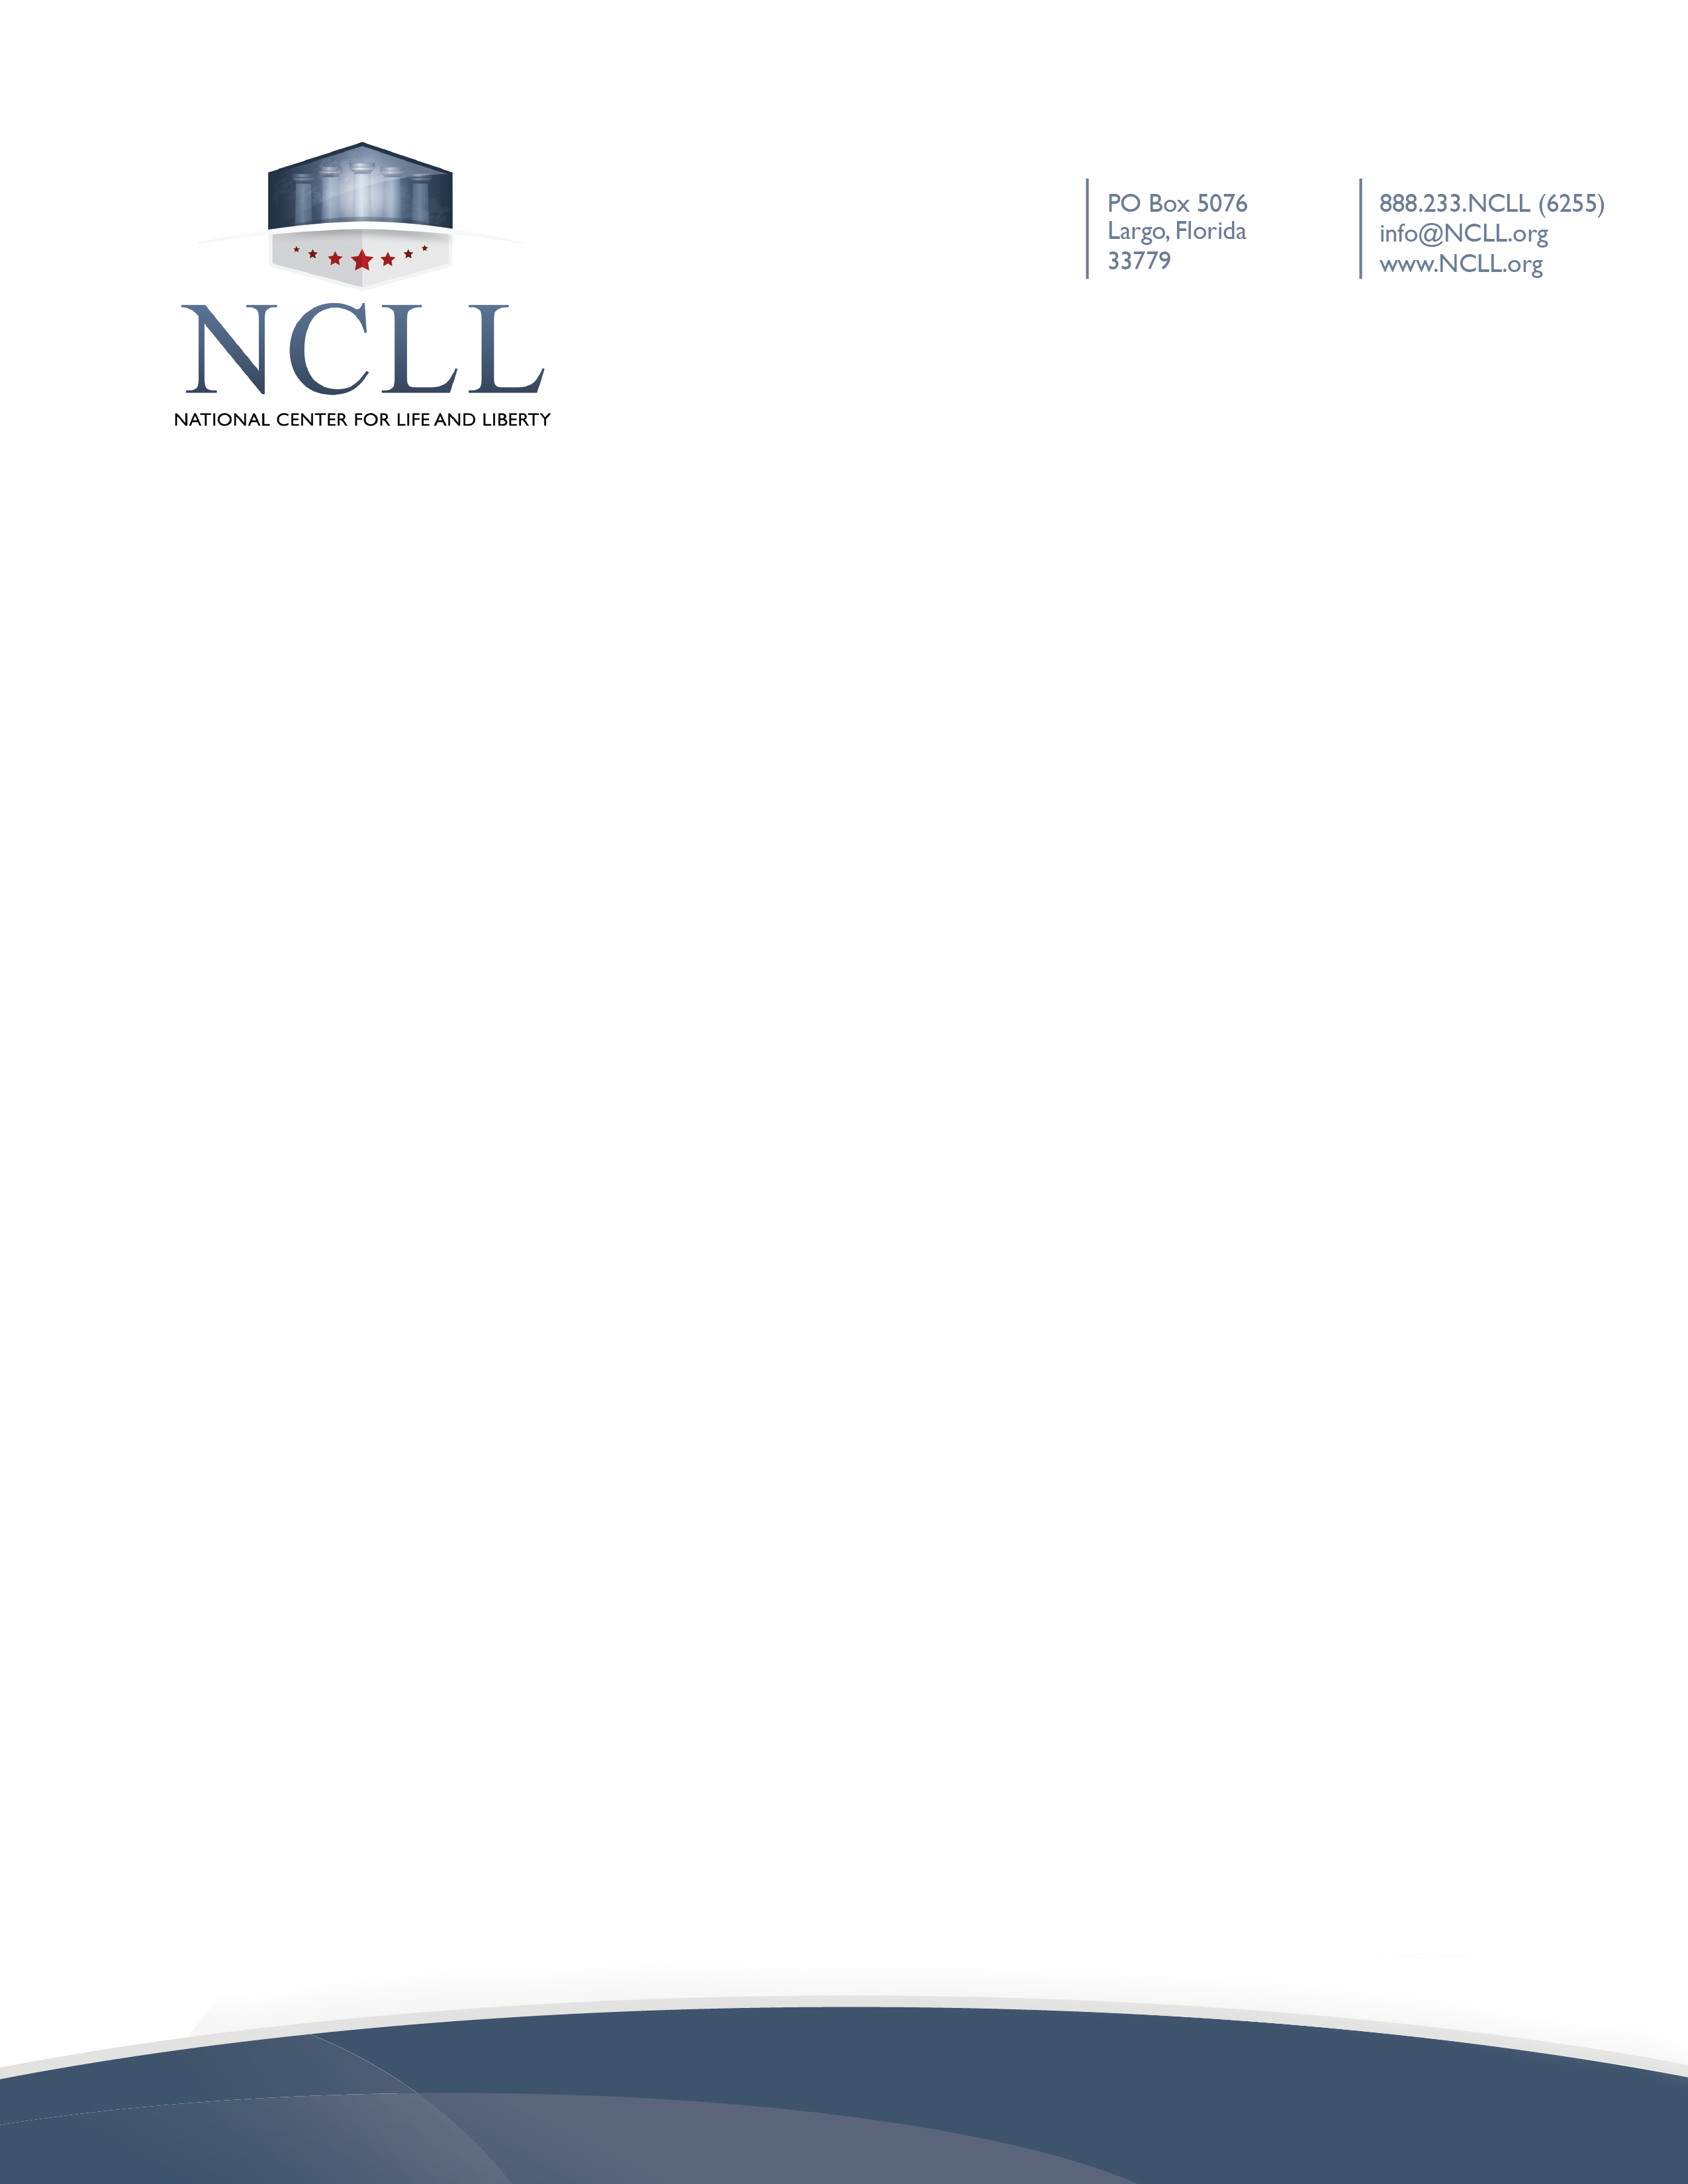 NCLL
NATIONAL CENTER FOR LIFE AND LIBERTY
PO Box 5076
Largo, Florida
33779
888.233.NCLL (6255)
info@NCLL.org
www.NCLL.org